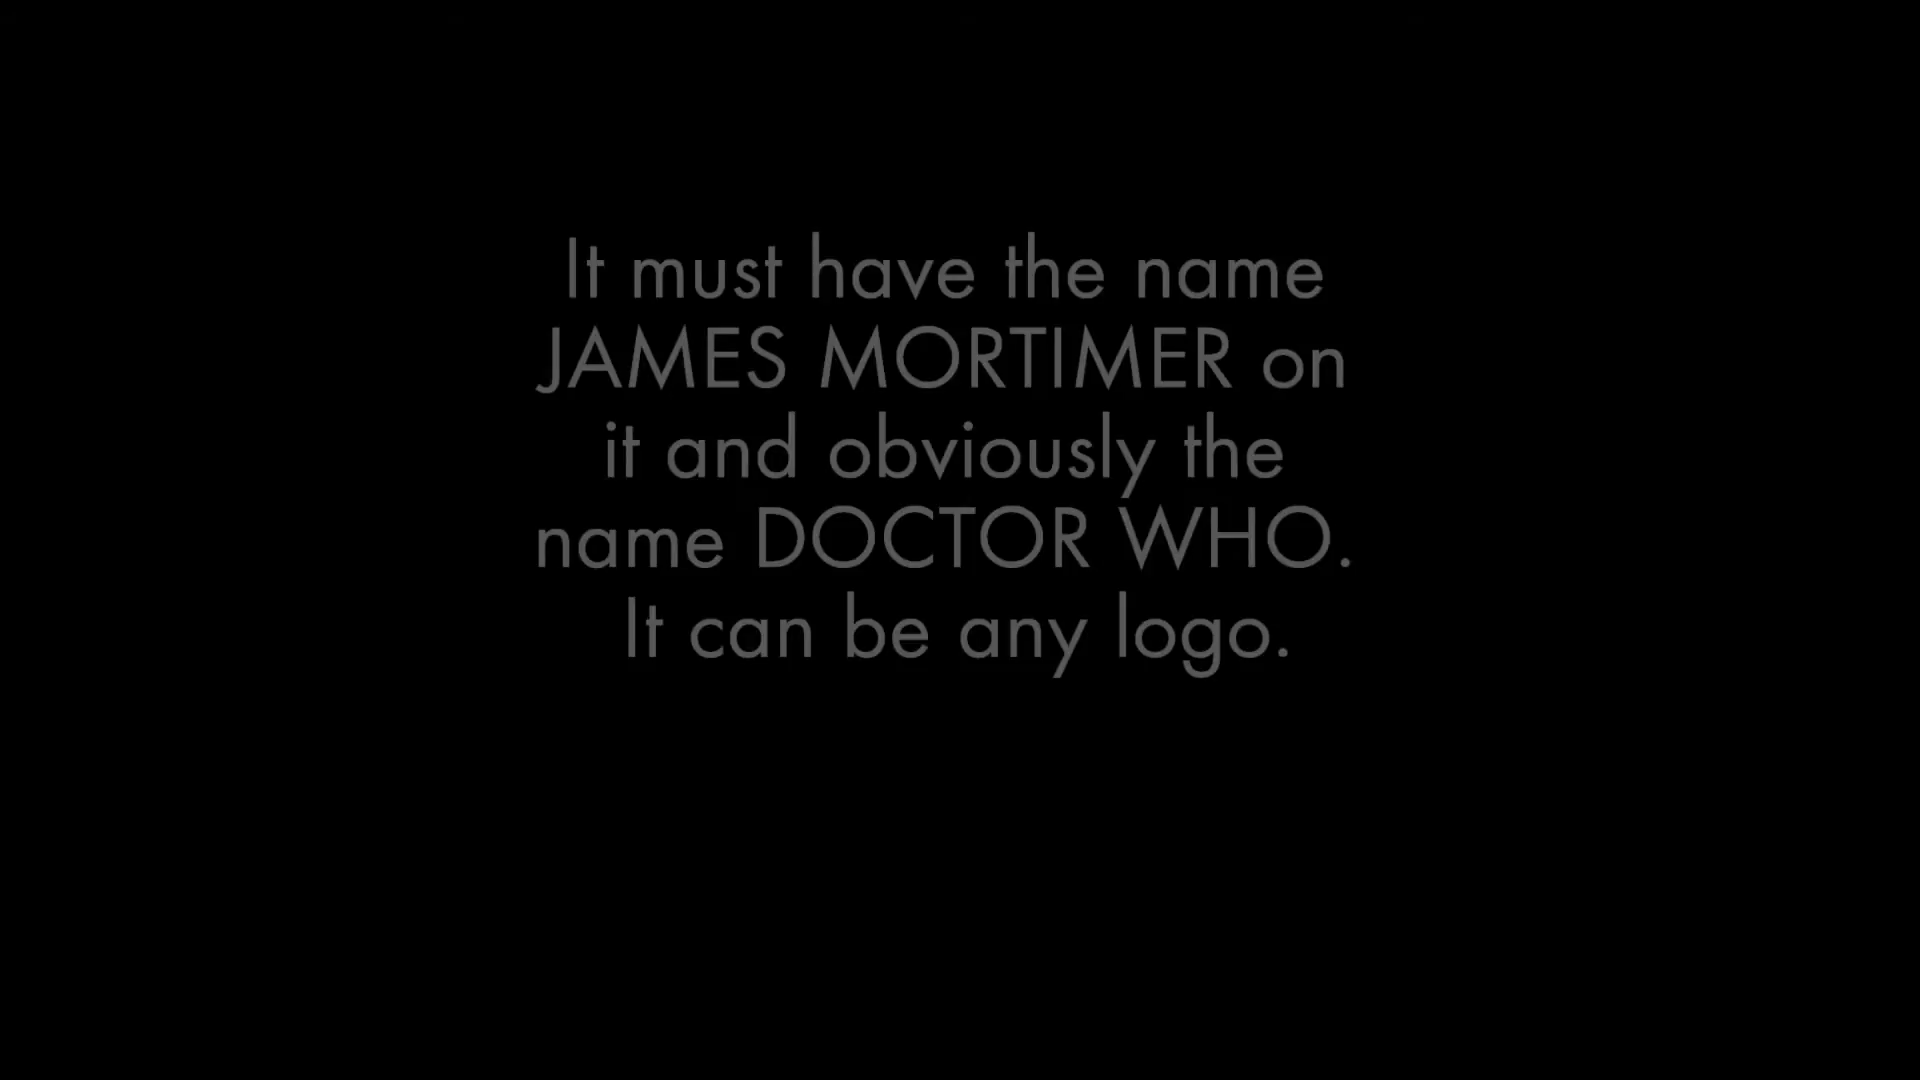 It must have the name
JAMES MORTIMER on
it and obviously the
name DOCTOR WHO.
It can be any logo.